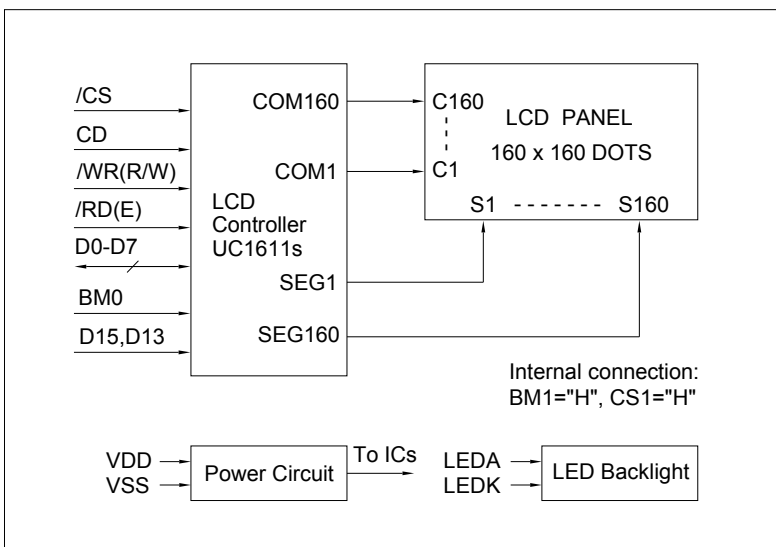 /CS
CD
/WR(R/W)
/RD(E)
D0-D7
BM0
D15,D13
LCD
Controller
UC1611s
COM160
COM1
SEG1
SEG160
C160
C1
LCD PANEL
160 x 160 DOTS
S1 - - - - - - - S160
Internal connection:
BM1="H", CS1="H"
VDD
VSS
Power Circuit
To ICs
LEDA
LEDK
LED Backlight